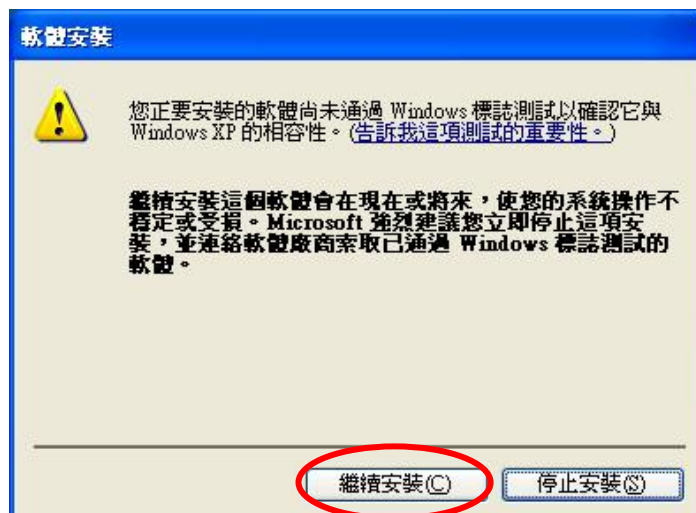 軟體安裝
您正要安裝的軟體尚未通過 Windows 標誌測試以確認它與
Windows XP 的相容性。(告訴我這項測試的重要性。)
繼續安裝這個軟體會在現在或將來，使您的系統操作不
穩定或受損。Microsoft 強烈建議您立即停止這項安
裝，並連絡軟體廠商索取已通過 Windows 標誌測試的
軟體。
繼續安裝(C)
停止安裝(S)